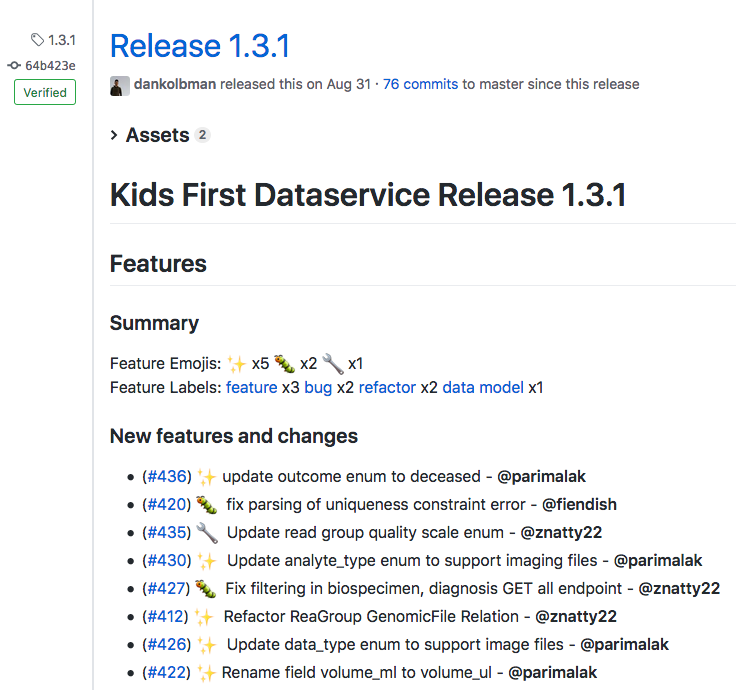 1.3.1
64b423e
Verified
Release 1.3.1
dankolbman released this on Aug 31 · 76 commits to master since this release
Assets 2
Kids First Dataservice Release 1.3.1
Features
Summary
Feature Emojis: ✨ x5 🐛 x2 🔧 x1
Feature Labels: feature x3 bug x2 refactor x2 data model x1
New features and changes
• (#436) ✨ update outcome enum to deceased - @parimalak
• (#420) 🐛 fix parsing of uniqueness constraint error - @fiendish
• (#435) 🔧 Update read group quality scale enum - @znatty22
• (#430) ✨ Update analyte_type enum to support imaging files - @parimalak
• (#427) 🐛 Fix filtering in biospecimen, diagnosis GET all endpoint - @znatty22
• (#412) ✨ Refactor ReaGroup GenomicFile Relation - @znatty22
• (#426) ✨ Update data_type enum to support image files - @parimalak
• (#422) ✨ Rename field volume_ml to volume_ul - @parimalak